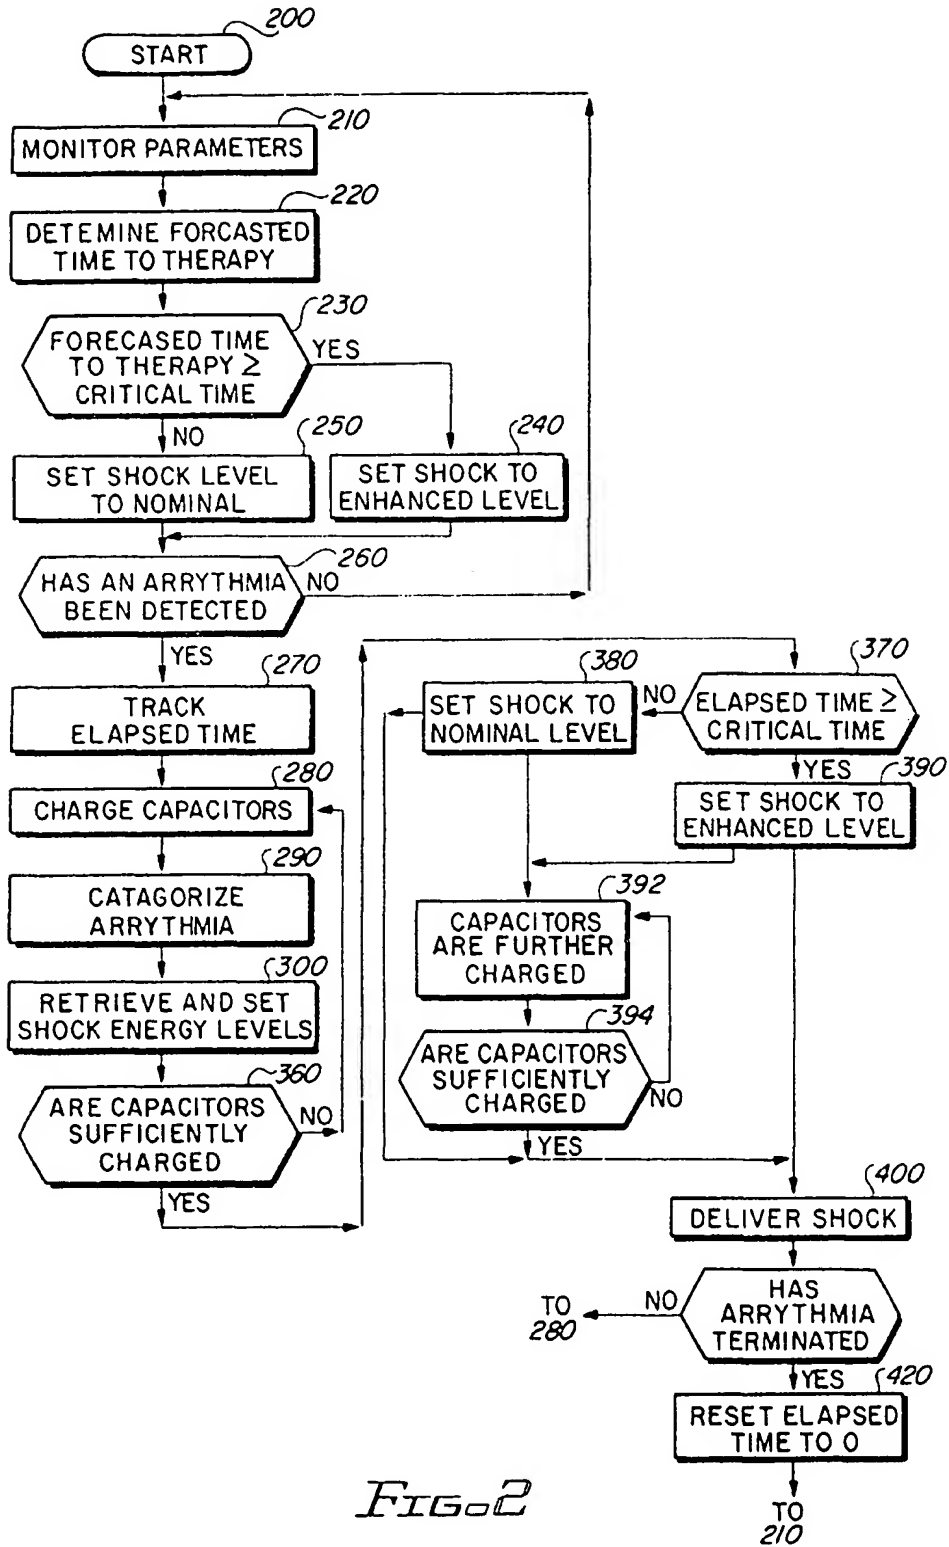 200
START
210
MONITOR PARAMETERS
220
DETEMINE FORCASTED
TIME TO THERAPY
230
FORECASED TIME
TO THERAPY ≥
CRITICAL TIME
YES
NO
250
SET SHOCK LEVEL
TO NOMINAL
240
SET SHOCK TO
ENHANCED LEVEL
260
HAS AN ARRYTHMIA
BEEN DETECTED
NO
YES
270
TRACK
ELAPSED TIME
280
CHARGE CAPACITORS
290
CATAGORIZE
ARRYTHMIA
300
RETRIEVE AND SET
SHOCK ENERGY LEVELS
360
ARE CAPACITORS
SUFFICIENTLY
CHARGED
NO
YES
370
ELAPSED TIME ≥
CRITICAL TIME
NO
YES
380
SET SHOCK TO
NOMINAL LEVEL
390
SET SHOCK TO
ENHANCED LEVEL
392
CAPACITORS
ARE FURTHER
CHARGED
394
ARE CAPACITORS
SUFFICIENTLY
CHARGED
NO
YES
400
DELIVER SHOCK
HAS
ARRYTHMIA
TERMINATED
NO
TO
280
YES
420
RESET ELAPSED
TIME TO 0
TO
210
FIG. 2